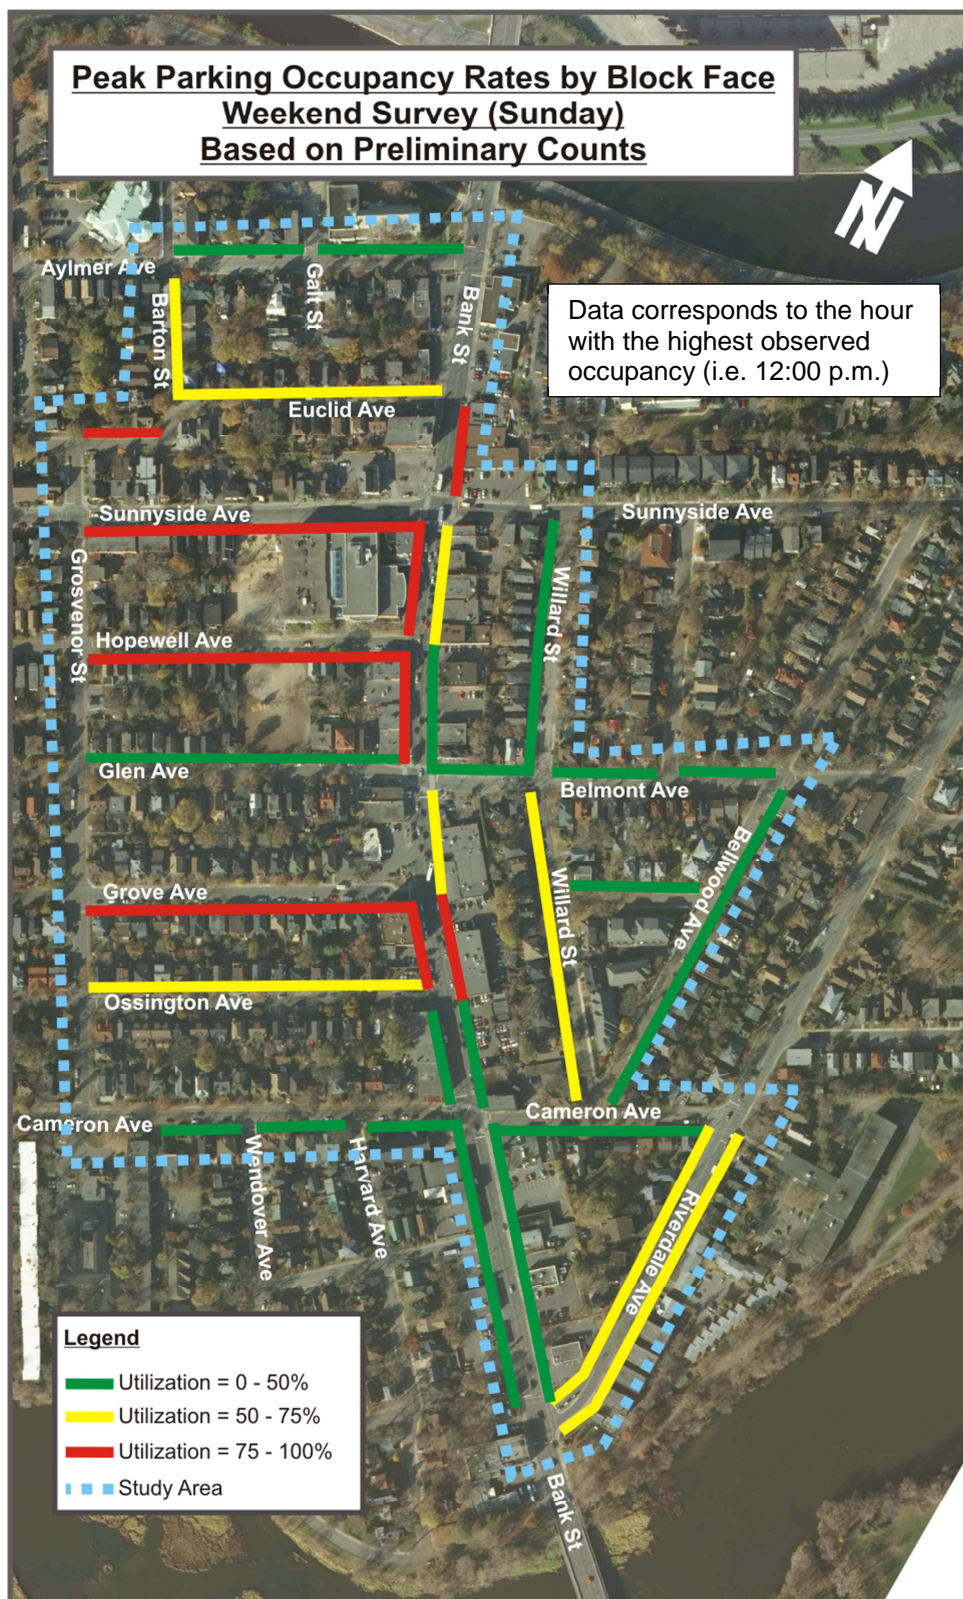 Peak Parking Occupancy Rates by Block Face
Weekend Survey (Sunday)
Based on Preliminary Counts
N
Aylmer Ave
Galt St
Barton St
Bank St
Data corresponds to the hour
with the highest observed
occupancy (i.e. 12:00 p.m.)
Euclid Ave
Sunnyside Ave
Sunnyside Ave
Grosvenor St
Willard St
Hopewell Ave
Glen Ave
Belmont Ave
Bellwood Ave
Grove Ave
Willard St
Ossington Ave
Cameron Ave
Cameron Ave
Wendover Ave
Harvard Ave
Riverdale Ave
Legend
Utilization = 0 - 50%
Utilization = 50 - 75%
Utilization = 75 - 100%
Study Area
Bank St